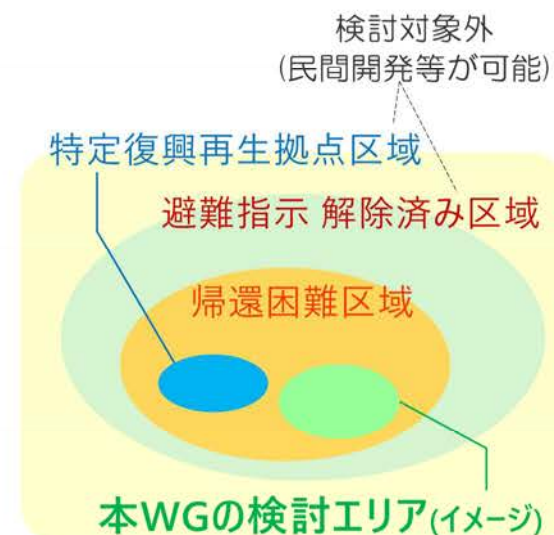 検討対象外
(民間開発等が可能)
特定復興再生拠点区域
避難指示 解除済み区域
帰還困難区域
本WGの検討エリア(イメージ)